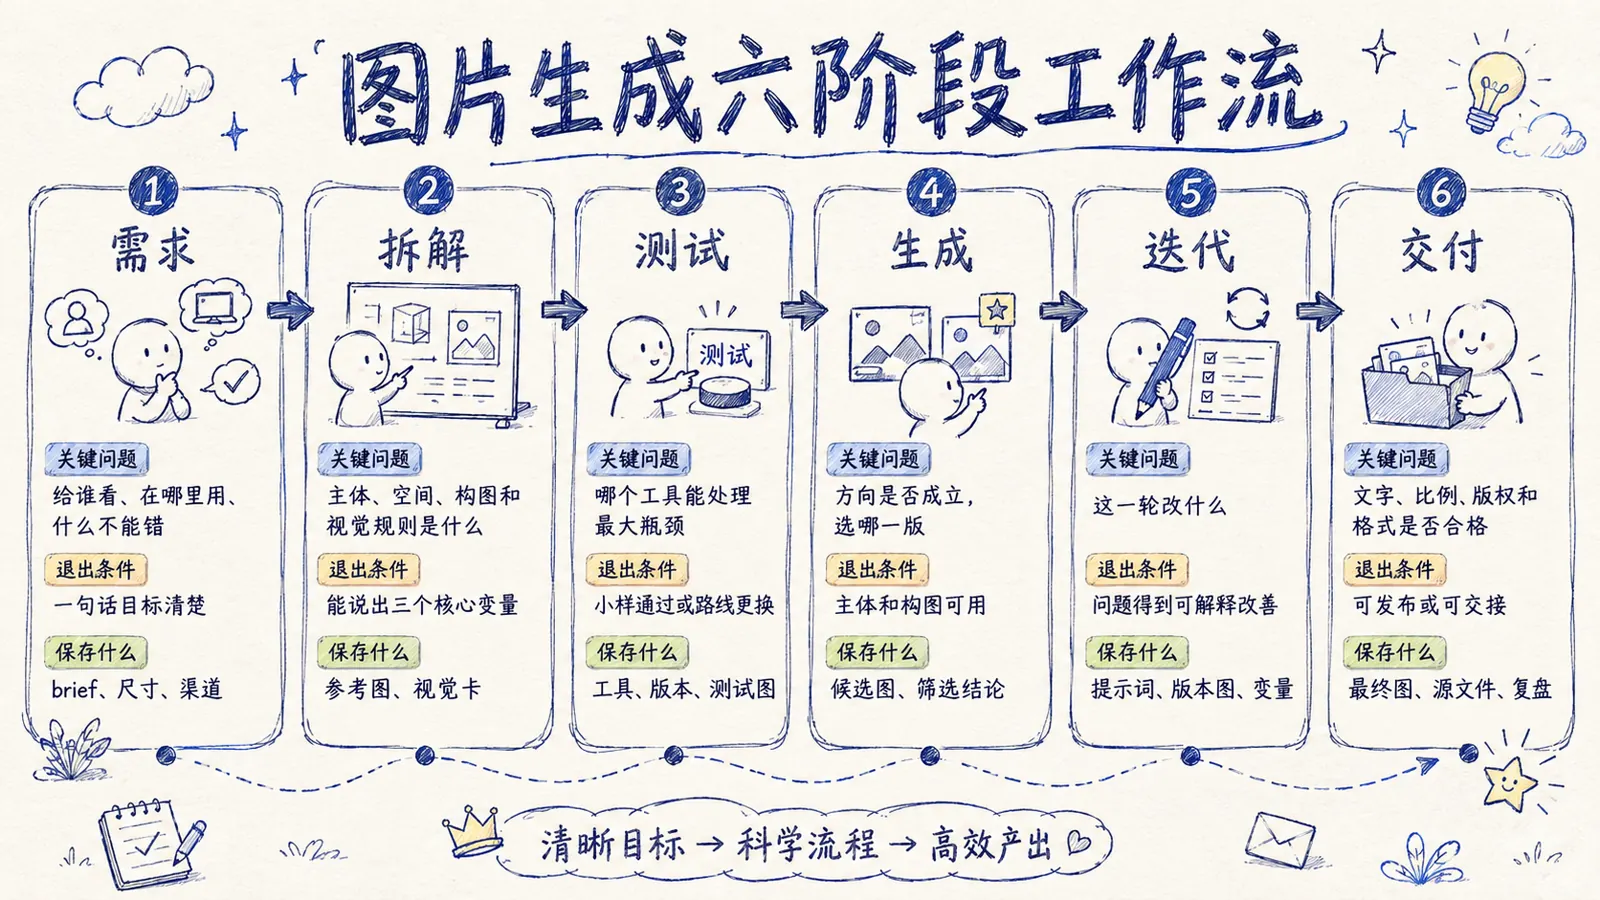 图片生成六阶段工作流
1
需求
关键问题
给谁看、在哪里用、
什么不能错
退出条件
一句话目标清楚
保存什么
brief、尺寸、渠道
2
拆解
关键问题
主体、空间、构图和
视觉规则是什么
退出条件
能说出三个核心变量
保存什么
参考图、视觉卡
3
测试
测试
关键问题
哪个工具能处理
最大瓶颈
退出条件
小样通过或路线更换
保存什么
工具、版本、测试图
4
生成
关键问题
方向是否成立，
选哪一版
退出条件
主体和构图可用
保存什么
候选图、筛选结论
5
迭代
关键问题
这一轮改什么
退出条件
问题得到可解释改善
保存什么
提示词、版本图、变量
6
交付
关键问题
文字、比例、版权和
格式是否合格
退出条件
可发布或可交接
保存什么
最终图、源文件、复盘
清晰目标→科学流程→高效产出